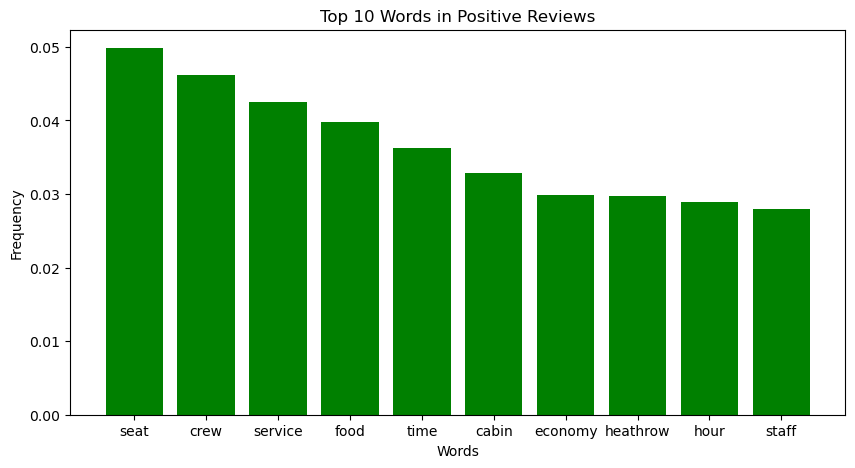 Top 10 Words in Positive Reviews
Frequency
0.05
0.04
0.03
0.02
0.01
0.00
seat crew service food time cabin economy heathrow hour staff
Words